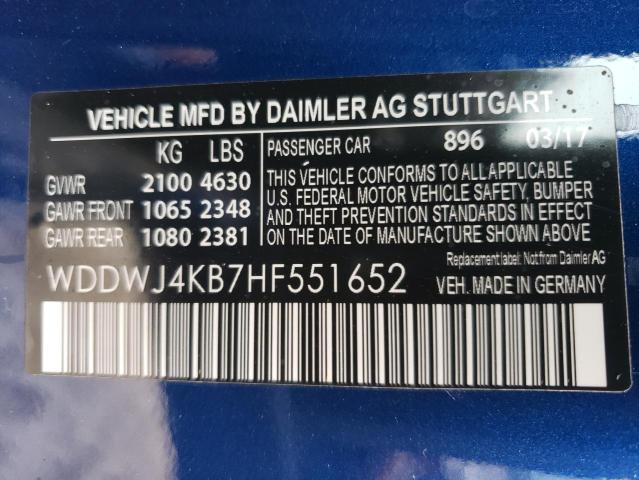 VEHICLE MFD BY DAIMLER AG STUTTGART
KG LBS
GVWR 2100 4630
GAWR FRONT 1065 2348
GAWR REAR 1080 2381
PASSENGER CAR 896 03/17
THIS VEHICLE CONFORMS TO ALL APPLICABLE
U.S. FEDERAL MOTOR VEHICLE SAFETY, BUMPER
AND THEFT PREVENTION STANDARDS IN EFFECT
ON THE DATE OF MANUFACTURE SHOWN ABOVE
Replacement label: Not from Daimler AG
WDDWJ4KB7HF551652 VEH. MADE IN GERMANY